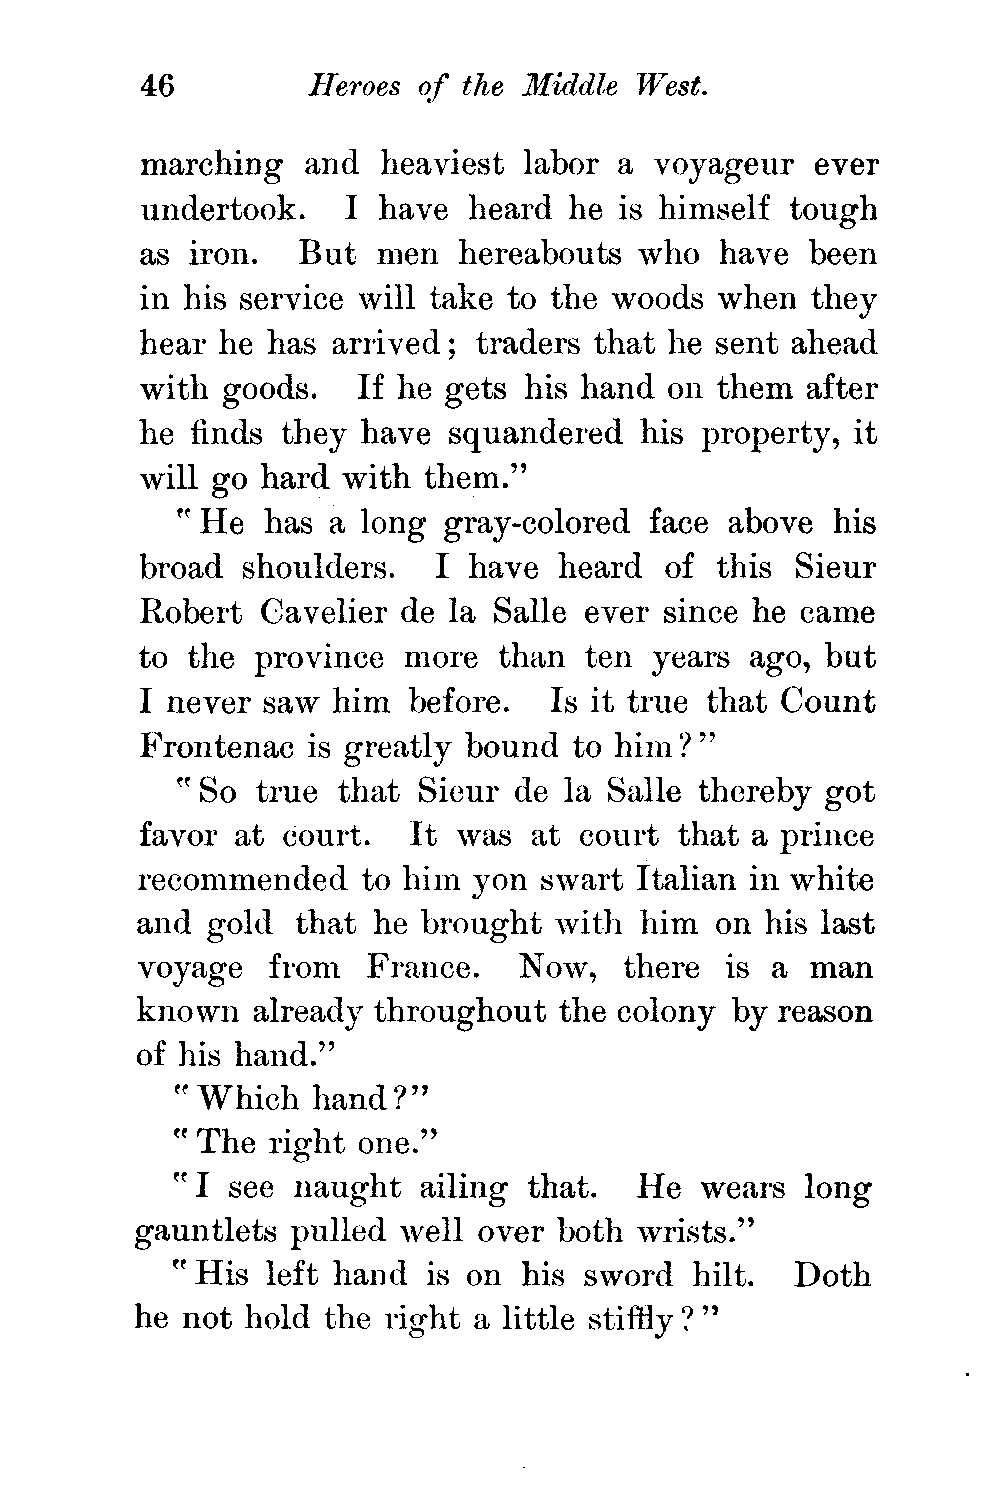 46 Heroes of the Middle West.
marching and heaviest labor a voyageur ever
undertook. I have heard he is himself tough
as iron. But men hereabouts who have been
in his service will take to the woods when they
hear he has arrived; traders that he sent ahead
with goods. If he gets his hand on them after
he finds they have squandered his property, it
will go hard with them."
"He has a long gray-colored face above his
broad shoulders. I have heard of this Sieur
Robert Cavelier de la Salle ever since he came
to the province more than ten years ago, but
I never saw him before. Is it true that Count
Frontenac is greatly bound to him?"
"So true that Sieur de la Salle thereby got
favor at court. It was at court that a prince
recommended to him yon swart Italian in white
and gold that he brought with him on his last
voyage from France. Now, there is a man
known already throughout the colony by reason
of his hand."
"Which hand?"
"The right one."
"I see naught ailing that. He wears long
gauntlets pulled well over both wrists."
"His left hand is on his sword hilt. Doth
he not hold the right a little stiffly?"